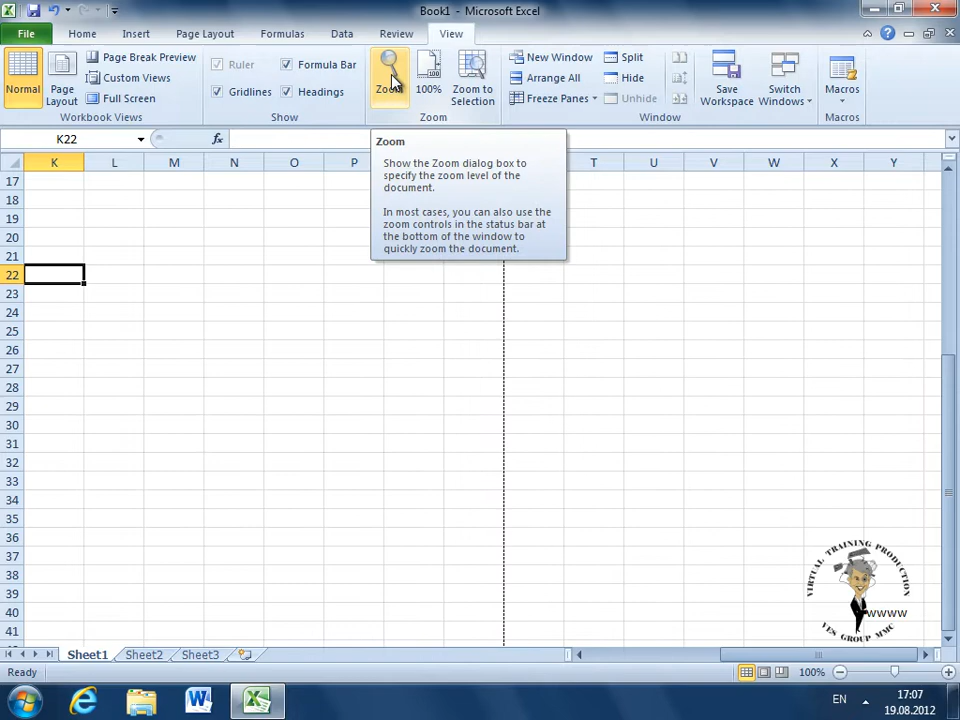 Book1 - Microsoft Excel
File Home Insert Page Layout Formulas Data Review View
Normal
Page Layout
Page Break Preview
Custom Views
Full Screen
Workbook Views
Ruler
Formula Bar
Gridlines
Headings
Show
Zoom
100
100%
Zoom to Selection
Zoom
New Window
Arrange All
Freeze Panes
Split
Hide
Unhide
Save Workspace
Switch Windows
Window
Macros
Macros
K22
fx
Zoom
Show the Zoom dialog box to
specify the zoom level of the
document.
In most cases, you can also use the
zoom controls in the status bar at
the bottom of the window to
quickly zoom the document.
K L M N O P T U V W X Y
17
18
19
20
21
22
23
24
25
26
27
28
29
30
31
32
33
34
35
36
37
38
39
40
41
VIRTUAL TRAINING PRODUCTION
wwww
YES GROUP MMC
Sheet1 Sheet2 Sheet3
Ready
100%
EN
17:07
19.08.2012